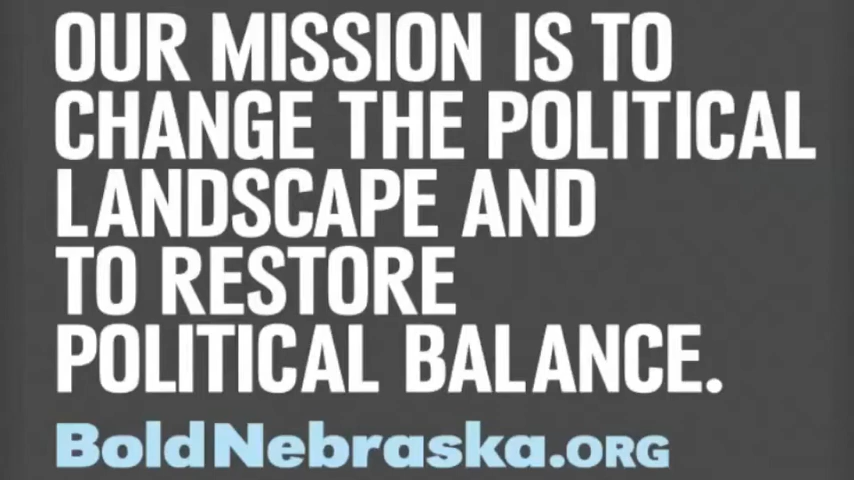 OUR MISSION IS TO
CHANGE THE POLITICAL
LANDSCAPE AND
TO RESTORE
POLITICAL BALANCE.
BoldNebraska.ORG